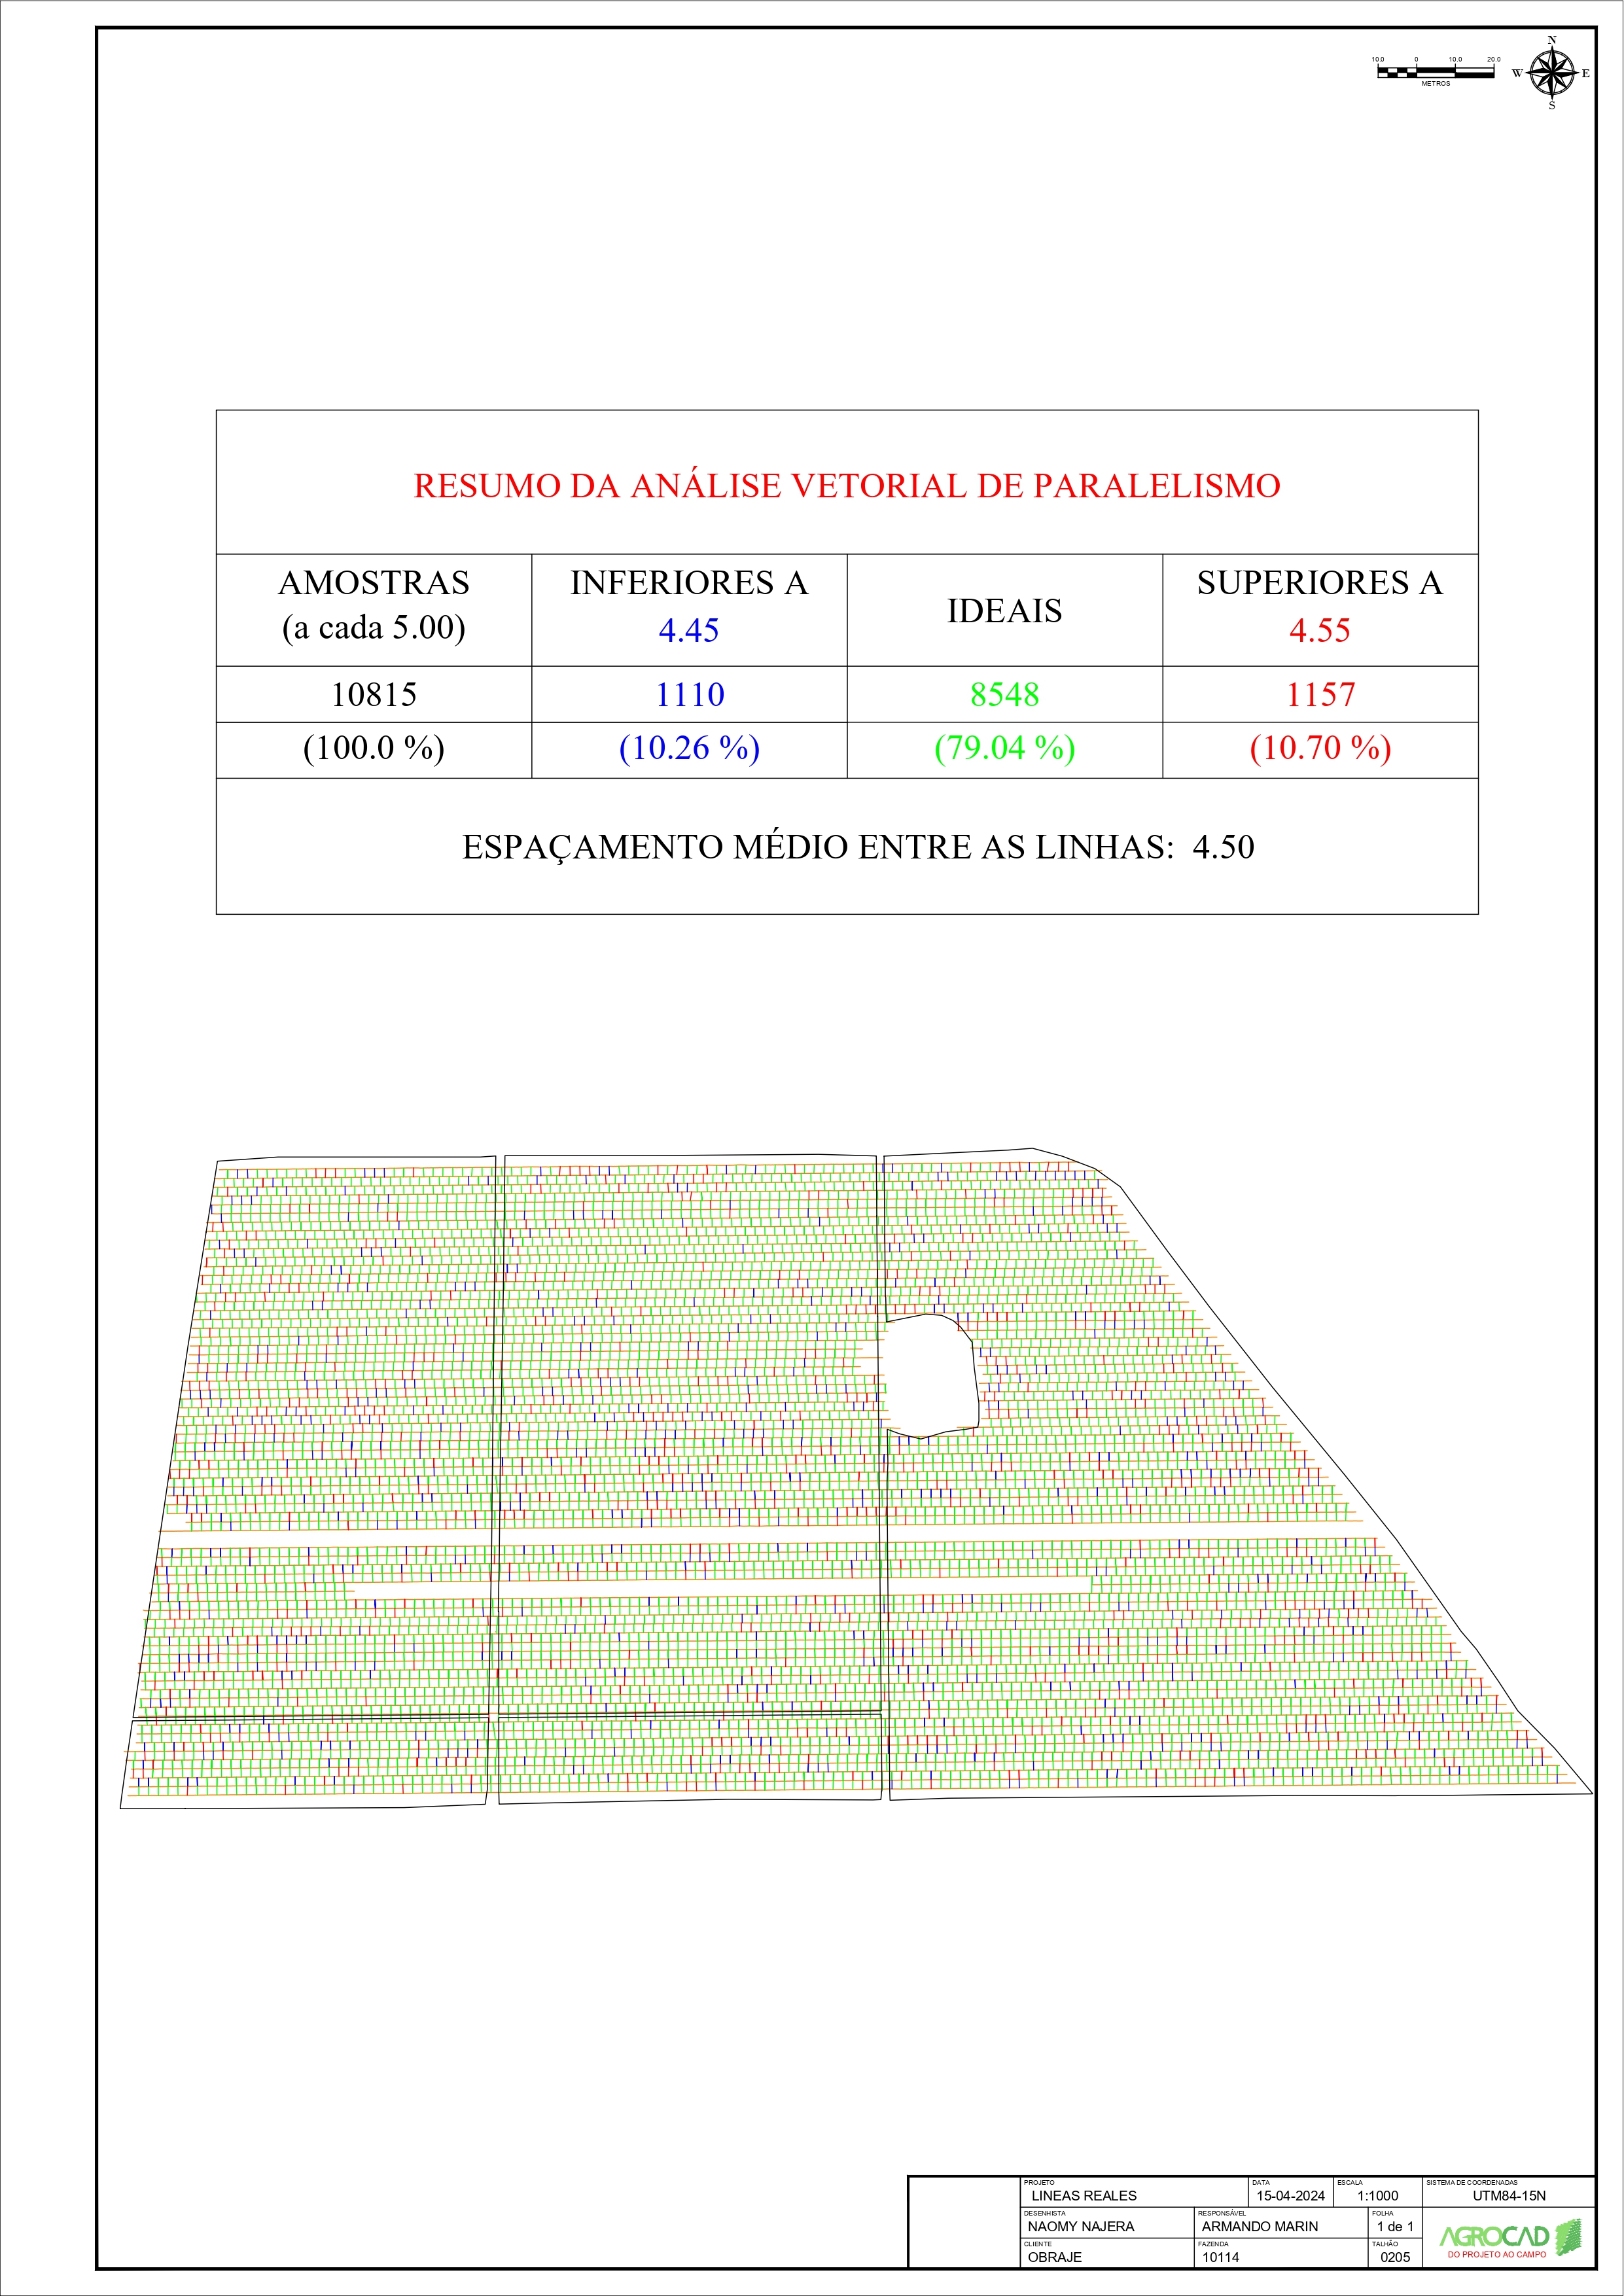 N
10.0 0 10.0 20.0
W E
METROS
S
RESUMO DA ANÁLISE VETORIAL DE PARALELISMO
AMOSTRAS
(a cada 5.00)
INFERIORES A
4.45
IDEAIS
SUPERIORES A
4.55
10815 1110 8548 1157
(100.0 %) (10.26 %) (79.04 %) (10.70 %)
ESPAÇAMENTO MÉDIO ENTRE AS LINHAS: 4.50
PROJETO DATA ESCALA SISTEMA DE COORDENADAS
LINEAS REALES 15-04-2024 1:1000 UTM84-15N
DESENHISTA RESPONSÁVEL FOLHA
NAOMY NAJERA ARMANDO MARIN 1 de 1
CLIENTE FAZENDA TALHÃO
OBRAJE 10114 0205
AGROCAD
DO PROJETO AO CAMPO